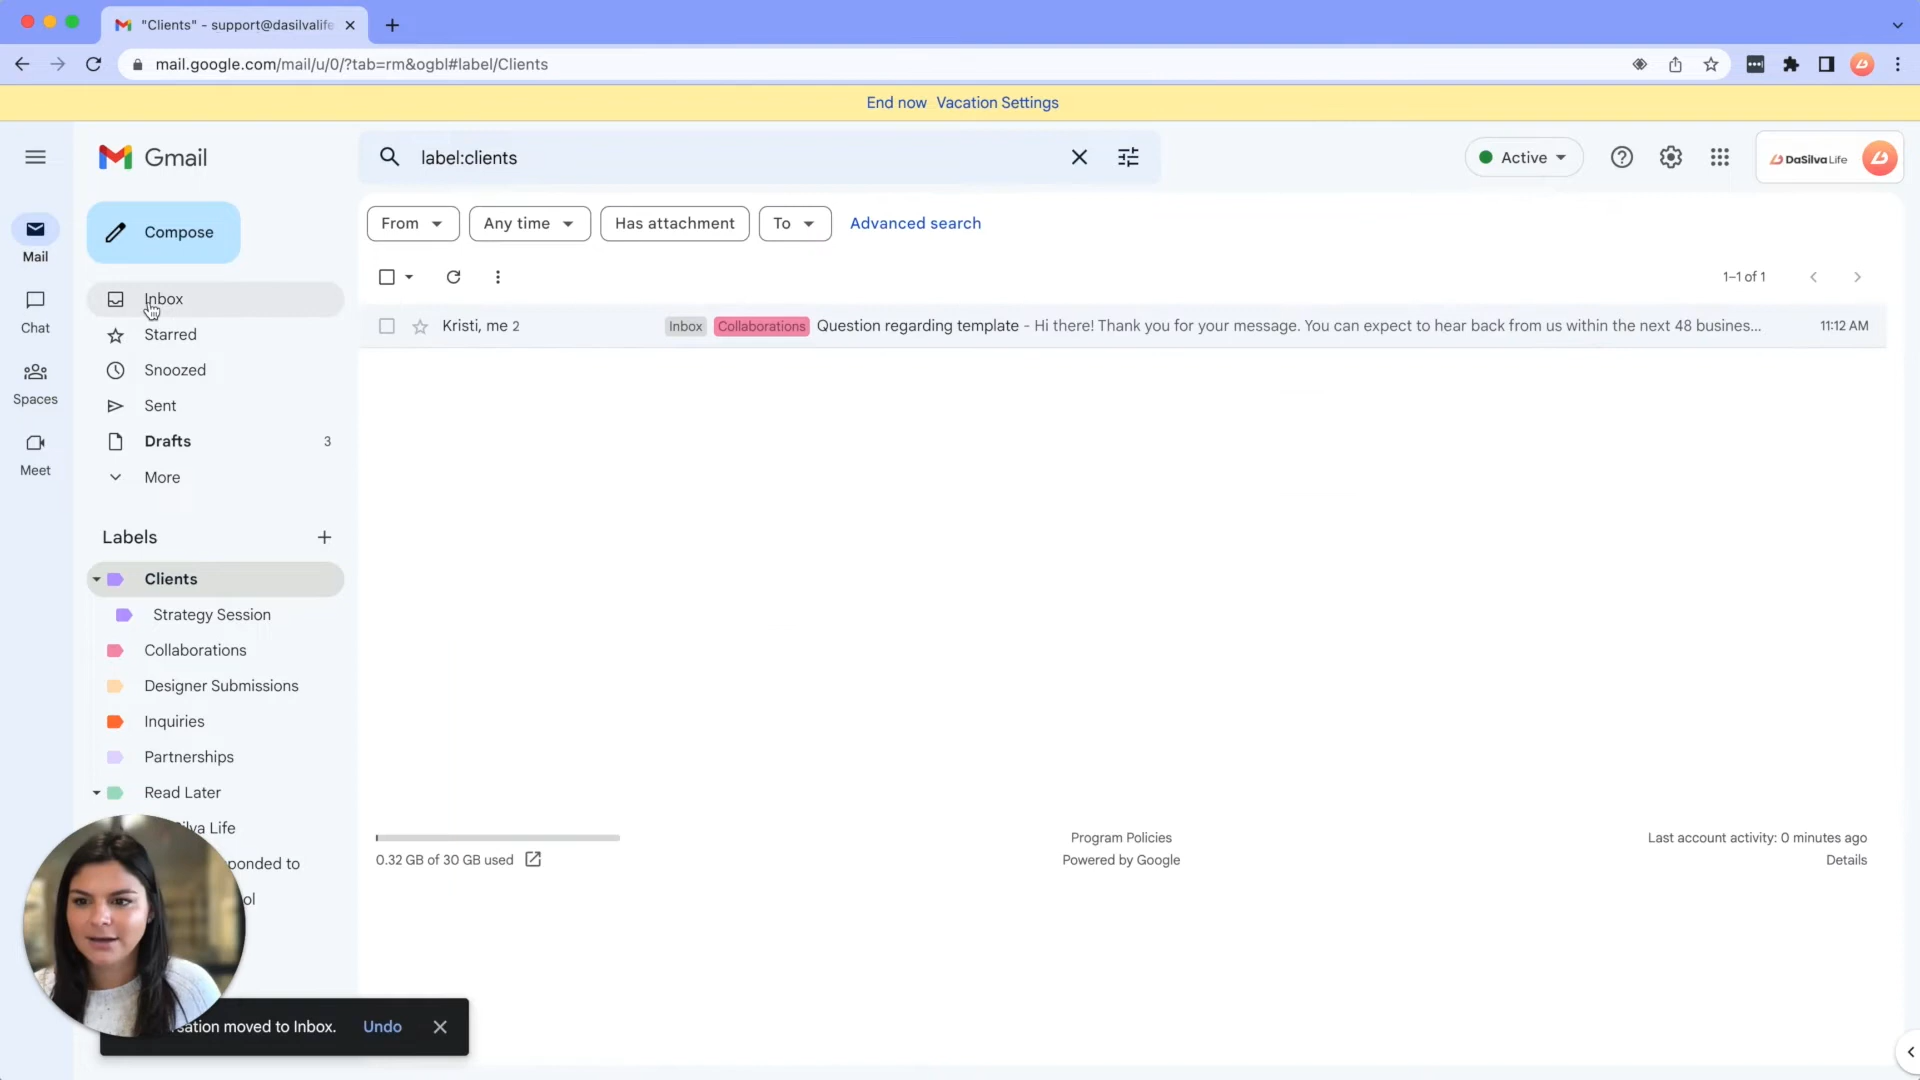 "Clients" - support@dasilvalife
mail.google.com/mail/u/0/?tab=rm&ogbl#label/Clients
End now Vacation Settings
Gmail
label:clients
Active
DaSilva Life
Compose
From
Any time
Has attachment
To
Advanced search
1–1 of 1
Mail
Chat
Spaces
Meet
Inbox
Starred
Snoozed
Sent
Drafts 3
More
Kristi, me 2 Inbox Collaborations Question regarding template - Hi there! Thank you for your message. You can expect to hear back from us within the next 48 busines... 11:12 AM
Labels
Clients
Strategy Session
Collaborations
Designer Submissions
Inquiries
Partnerships
Read Later
Life
to
0.32 GB of 30 GB used
Program Policies
Powered by Google
Last account activity: 0 minutes ago
Details
moved to Inbox. Undo